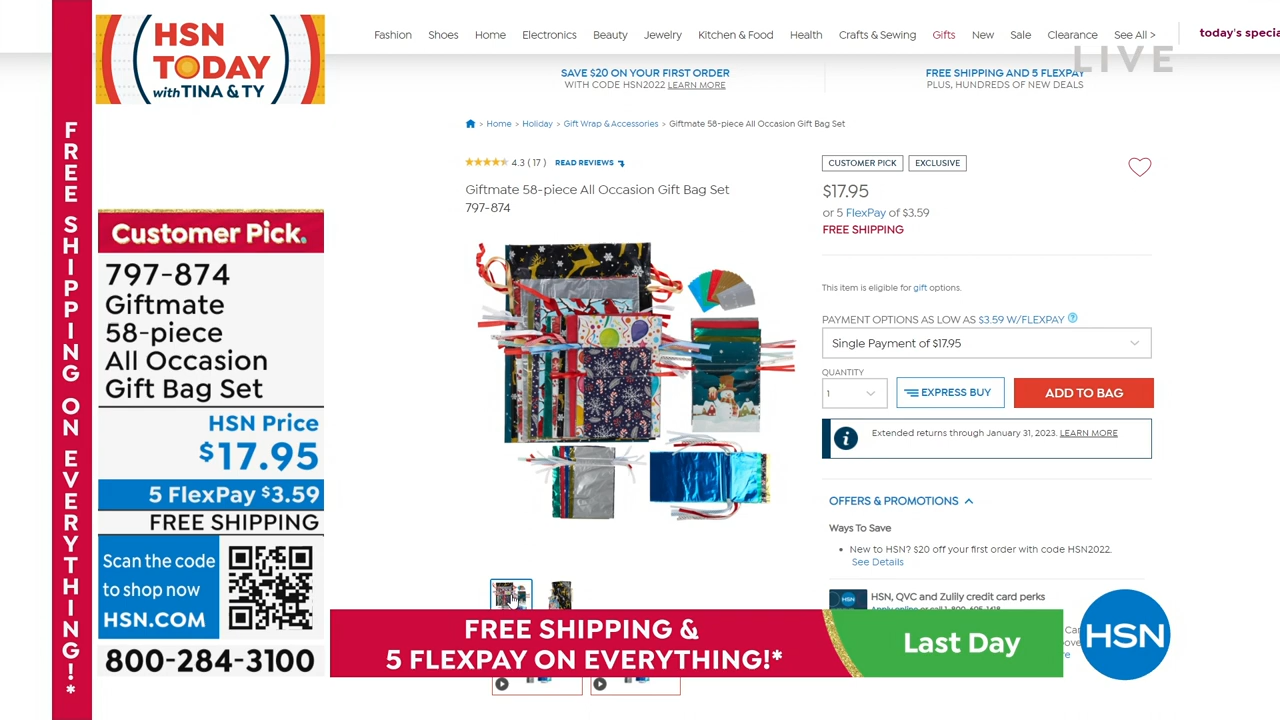 FREE SHIPPING ON EVERYTHING!*
HSN
TODAY
with TINA & TY
Customer Pick.
797-874
Giftmate
58-piece
All Occasion
Gift Bag Set
HSN Price
$17.95
5 FlexPay $3.59
FREE SHIPPING
Scan the code
to shop now
HSN.COM
800-284-3100
Fashion Shoes Home Electronics Beauty Jewelry Kitchen & Food Health Crafts & Sewing Gifts New Sale Clearance See All >
today's specia
LIVE
SAVE $20 ON YOUR FIRST ORDER
WITH CODE HSN2022 LEARN MORE
FREE SHIPPING AND 5 FLEXPAY
PLUS, HUNDREDS OF NEW DEALS
> Home > Holiday > Gift Wrap & Accessories > Giftmate 58-piece All Occasion Gift Bag Set
4.3 ( 17 ) READ REVIEWS
Giftmate 58-piece All Occasion Gift Bag Set
797-874
CUSTOMER PICK EXCLUSIVE
$17.95
or 5 FlexPay of $3.59
FREE SHIPPING
This item is eligible for gift options.
PAYMENT OPTIONS AS LOW AS $3.59 W/FLEXPAY ?
Single Payment of $17.95
QUANTITY
1
EXPRESS BUY
ADD TO BAG
Extended returns through January 31, 2023. LEARN MORE
OFFERS & PROMOTIONS
Ways To Save
• New to HSN? $20 off your first order with code HSN2022.
See Details
HSN
HSN, QVC and Zulily credit card perks
Apply online or call 1-800-695-1418
FREE SHIPPING &
5 FLEXPAY ON EVERYTHING!*
Last Day
HSN